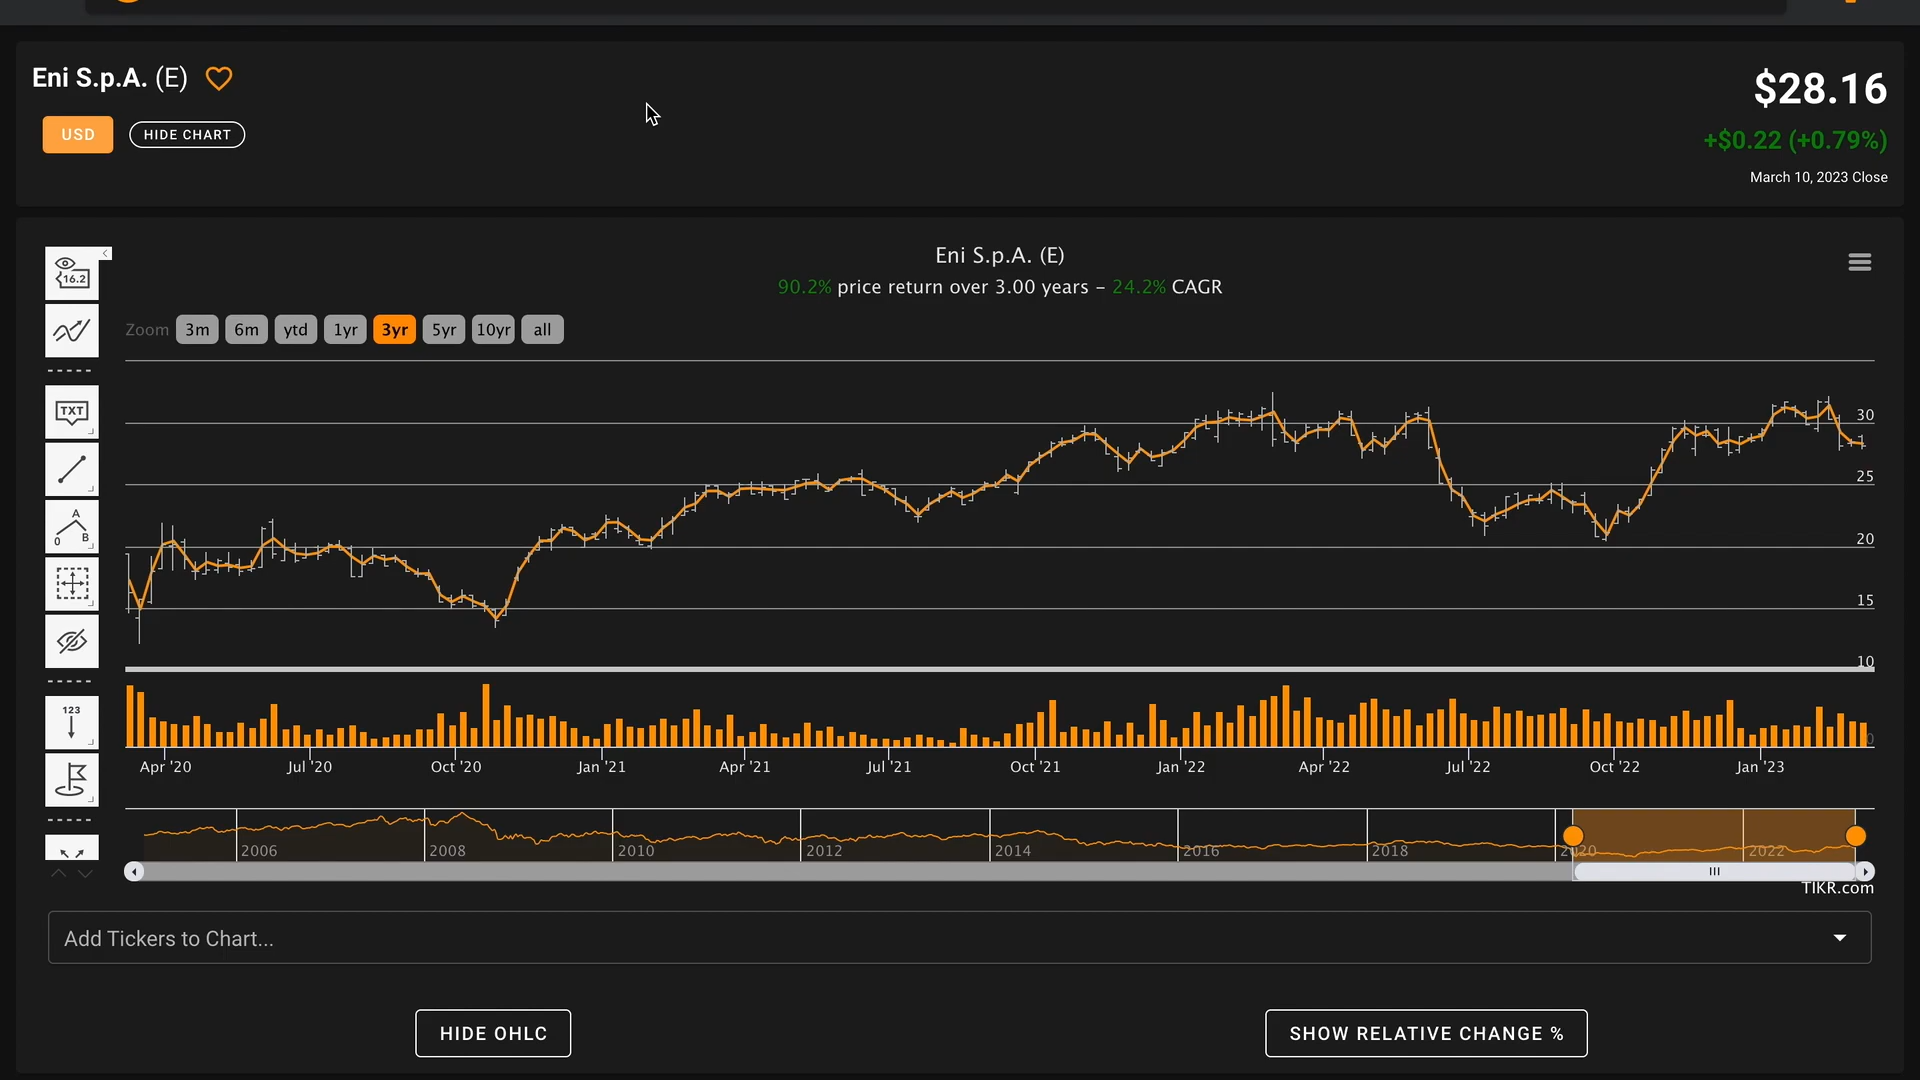 Eni S.p.A. (E)
$28.16
USD
HIDE CHART
+$0.22 (+0.79%)
March 10, 2023 Close
Eni S.p.A. (E)
90.2% price return over 3.00 years – 24.2% CAGR
16.2
Zoom 3m 6m ytd 1yr 3yr 5yr 10yr all
TXT
A
0 B
123
30
25
20
15
10
0
Apr '20 Jul '20 Oct '20 Jan '21 Apr '21 Jul '21 Oct '21 Jan '22 Apr '22 Jul '22 Oct '22 Jan '23
2006 2008 2010 2012 2014 2016 2018 2020 2022
TIKR.com
Add Tickers to Chart...
HIDE OHLC
SHOW RELATIVE CHANGE %